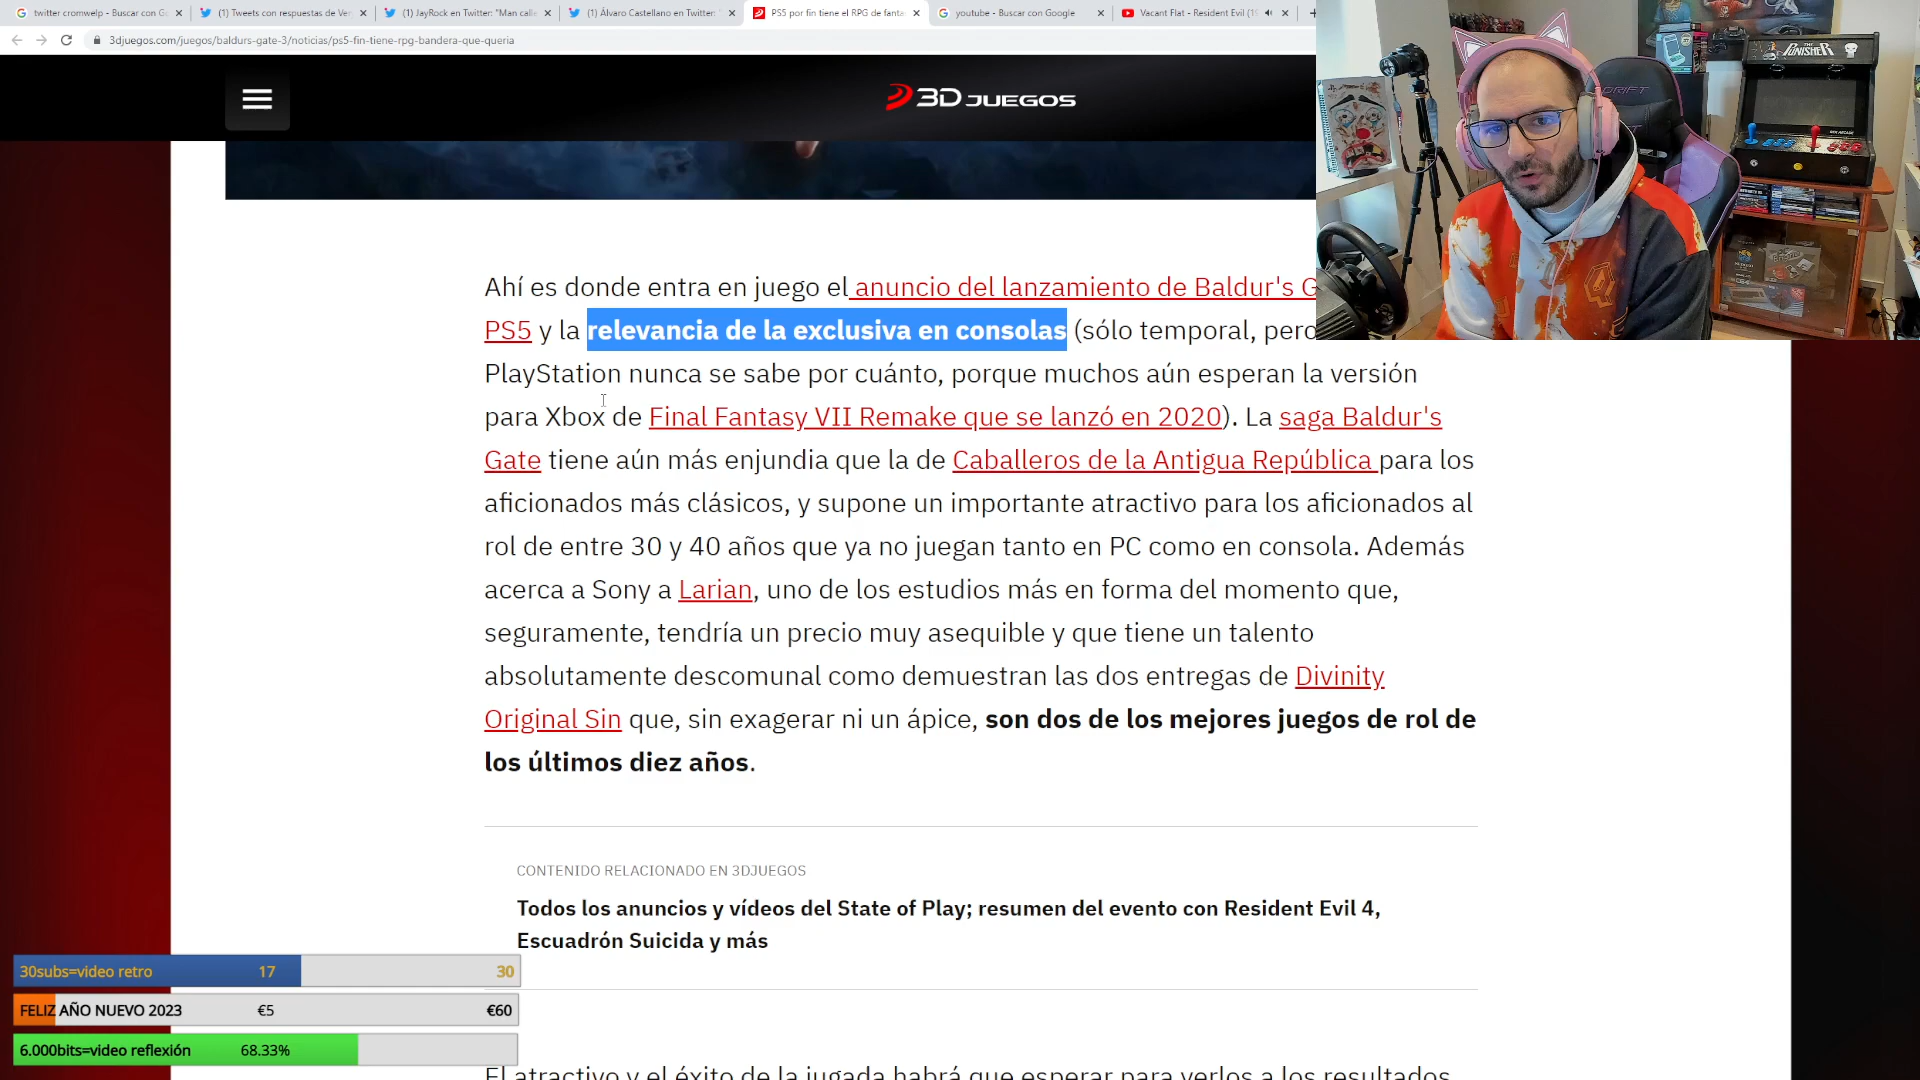 twitter cromwelp - Buscar con G
(1) Tweets con respuestas de Ver
(1) JayRock en Twitter: "Man calle
(1) Álvaro Castellano en Twitter: "
PS5 por fin tiene el RPG de fanta
youtube - Buscar con Google
Vacant Flat - Resident Evil (19
3djuegos.com/juegos/baldurs-gate-3/noticias/ps5-fin-tiene-rpg-bandera-que-queria
3D JUEGOS
THE PUNISHER
DRIFT
Ahí es donde entra en juego el anuncio del lanzamiento de Baldur's G
PS5 y la relevancia de la exclusiva en consolas (sólo temporal, pero
PlayStation nunca se sabe por cuánto, porque muchos aún esperan la versión
para Xbox de Final Fantasy VII Remake que se lanzó en 2020). La saga Baldur's
Gate tiene aún más enjundia que la de Caballeros de la Antigua República para los
aficionados más clásicos, y supone un importante atractivo para los aficionados al
rol de entre 30 y 40 años que ya no juegan tanto en PC como en consola. Además
acerca a Sony a Larian, uno de los estudios más en forma del momento que,
seguramente, tendría un precio muy asequible y que tiene un talento
absolutamente descomunal como demuestran las dos entregas de Divinity
Original Sin que, sin exagerar ni un ápice, son dos de los mejores juegos de rol de
los últimos diez años.
CONTENIDO RELACIONADO EN 3DJUEGOS
Todos los anuncios y vídeos del State of Play; resumen del evento con Resident Evil 4,
Escuadrón Suicida y más
30subs=video retro 17 30
FELIZ AÑO NUEVO 2023 €5 €60
6.000bits=video reflexión 68.33%
El atractivo y el éxito de la jugada habrá que esperar para verlos a los resultados